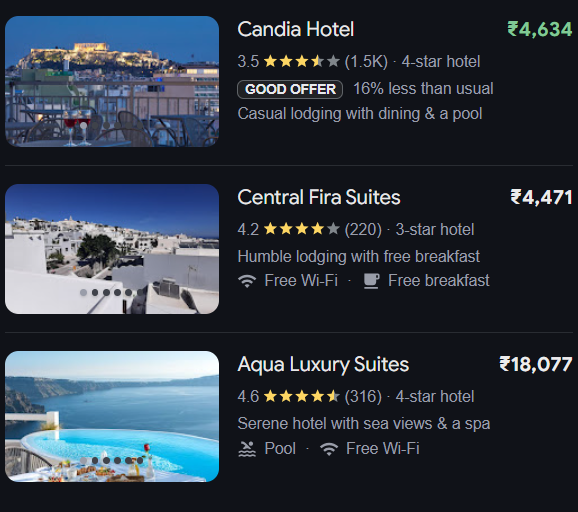 Candia Hotel ₹4,634
3.5 (1.5K) · 4-star hotel
GOOD OFFER 16% less than usual
Casual lodging with dining & a pool
Central Fira Suites ₹4,471
4.2 (220) · 3-star hotel
Humble lodging with free breakfast
Free Wi-Fi · Free breakfast
Aqua Luxury Suites ₹18,077
4.6 (316) · 4-star hotel
Serene hotel with sea views & a spa
Pool · Free Wi-Fi